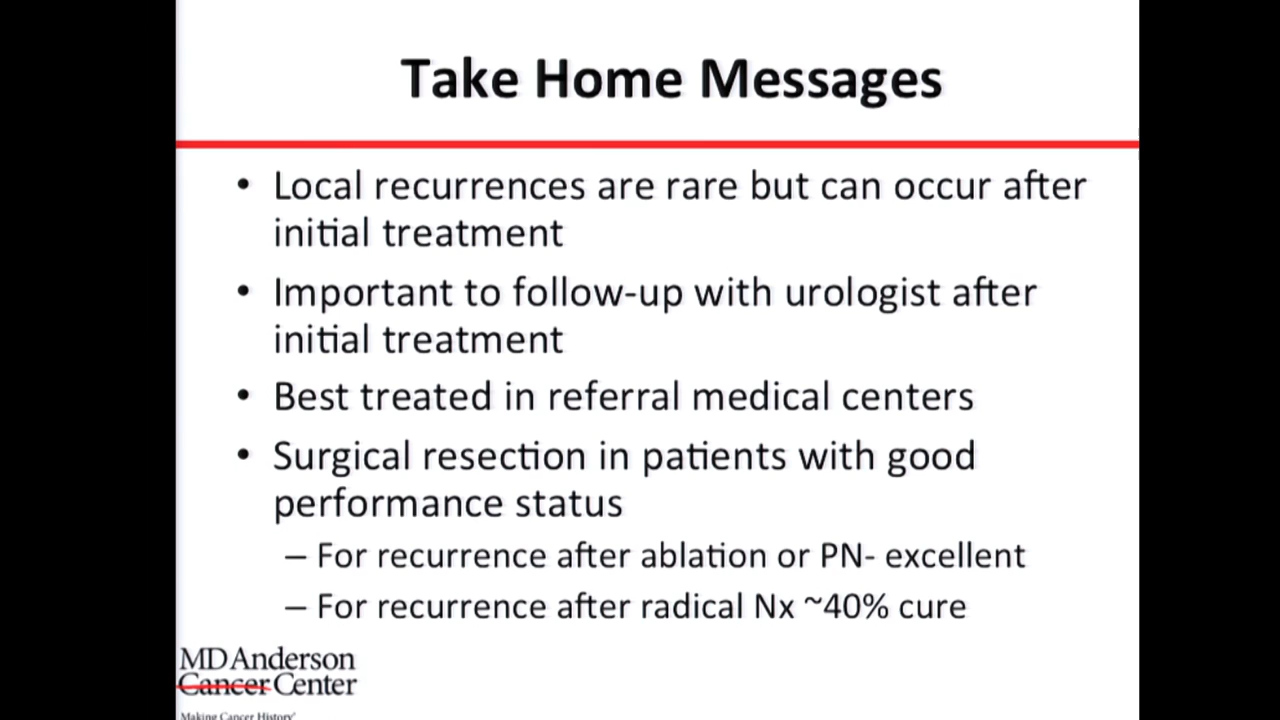 Take Home Messages
• Local recurrences are rare but can occur after
initial treatment
• Important to follow-up with urologist after
initial treatment
• Best treated in referral medical centers
• Surgical resection in patients with good
performance status
– For recurrence after ablation or PN- excellent
– For recurrence after radical Nx ~40% cure
MD Anderson
Cancer Center
Making Cancer History®